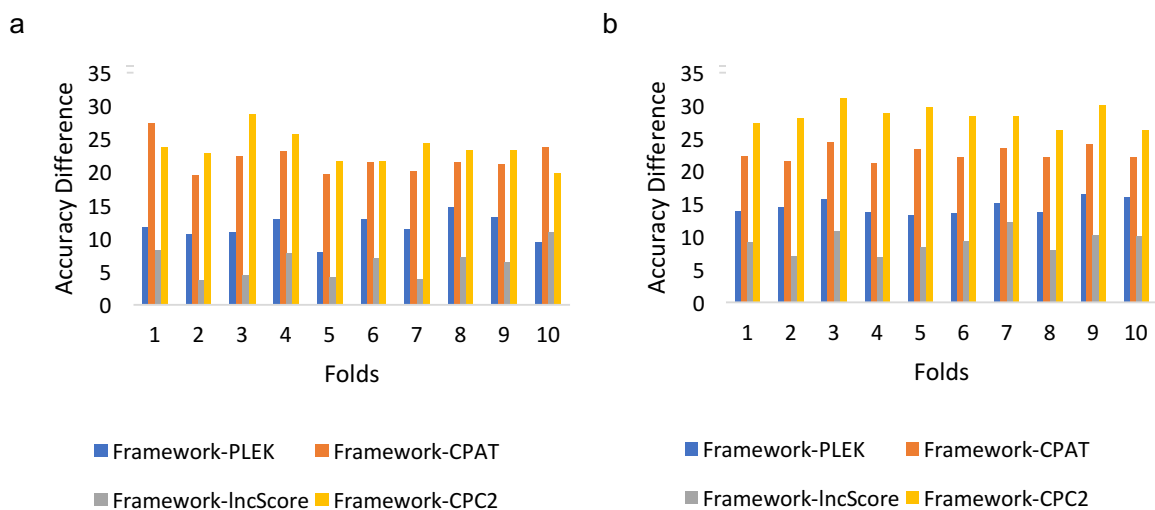 a
35
30
25
20
15
10
5
0
Accuracy Difference
1 2 3 4 5 6 7 8 9 10
Folds
Framework-PLEK Framework-CPAT
Framework-lncScore Framework-CPC2
b
35
30
25
20
15
10
5
0
Accuracy Difference
1 2 3 4 5 6 7 8 9 10
Folds
Framework-PLEK Framework-CPAT
Framework-lncScore Framework-CPC2